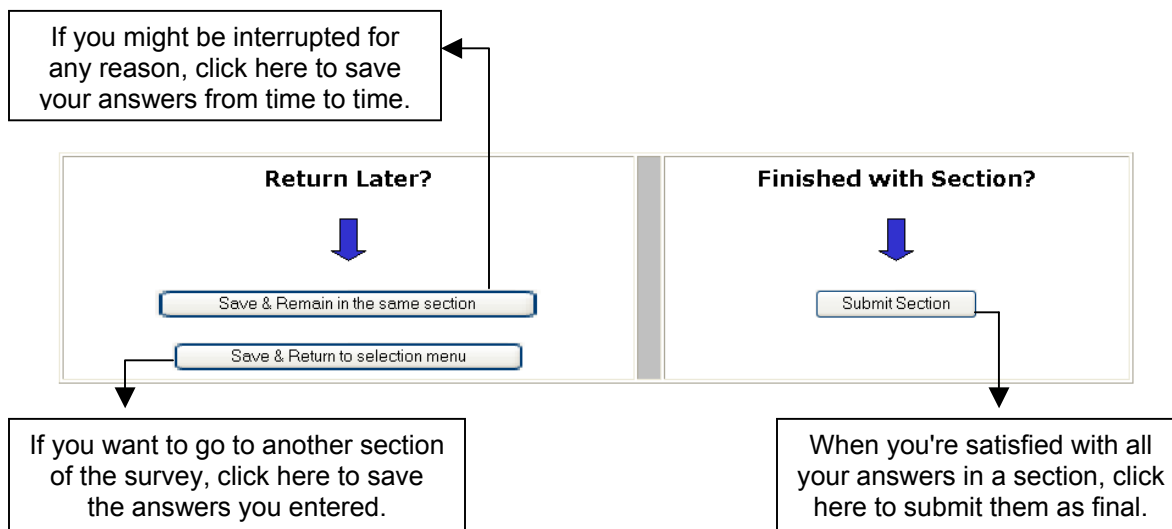 If you might be interrupted for
any reason, click here to save
your answers from time to time.
Return Later?
Finished with Section?
Save & Remain in the same section
Submit Section
Save & Return to selection menu
If you want to go to another section
of the survey, click here to save
the answers you entered.
When you're satisfied with all
your answers in a section, click
here to submit them as final.